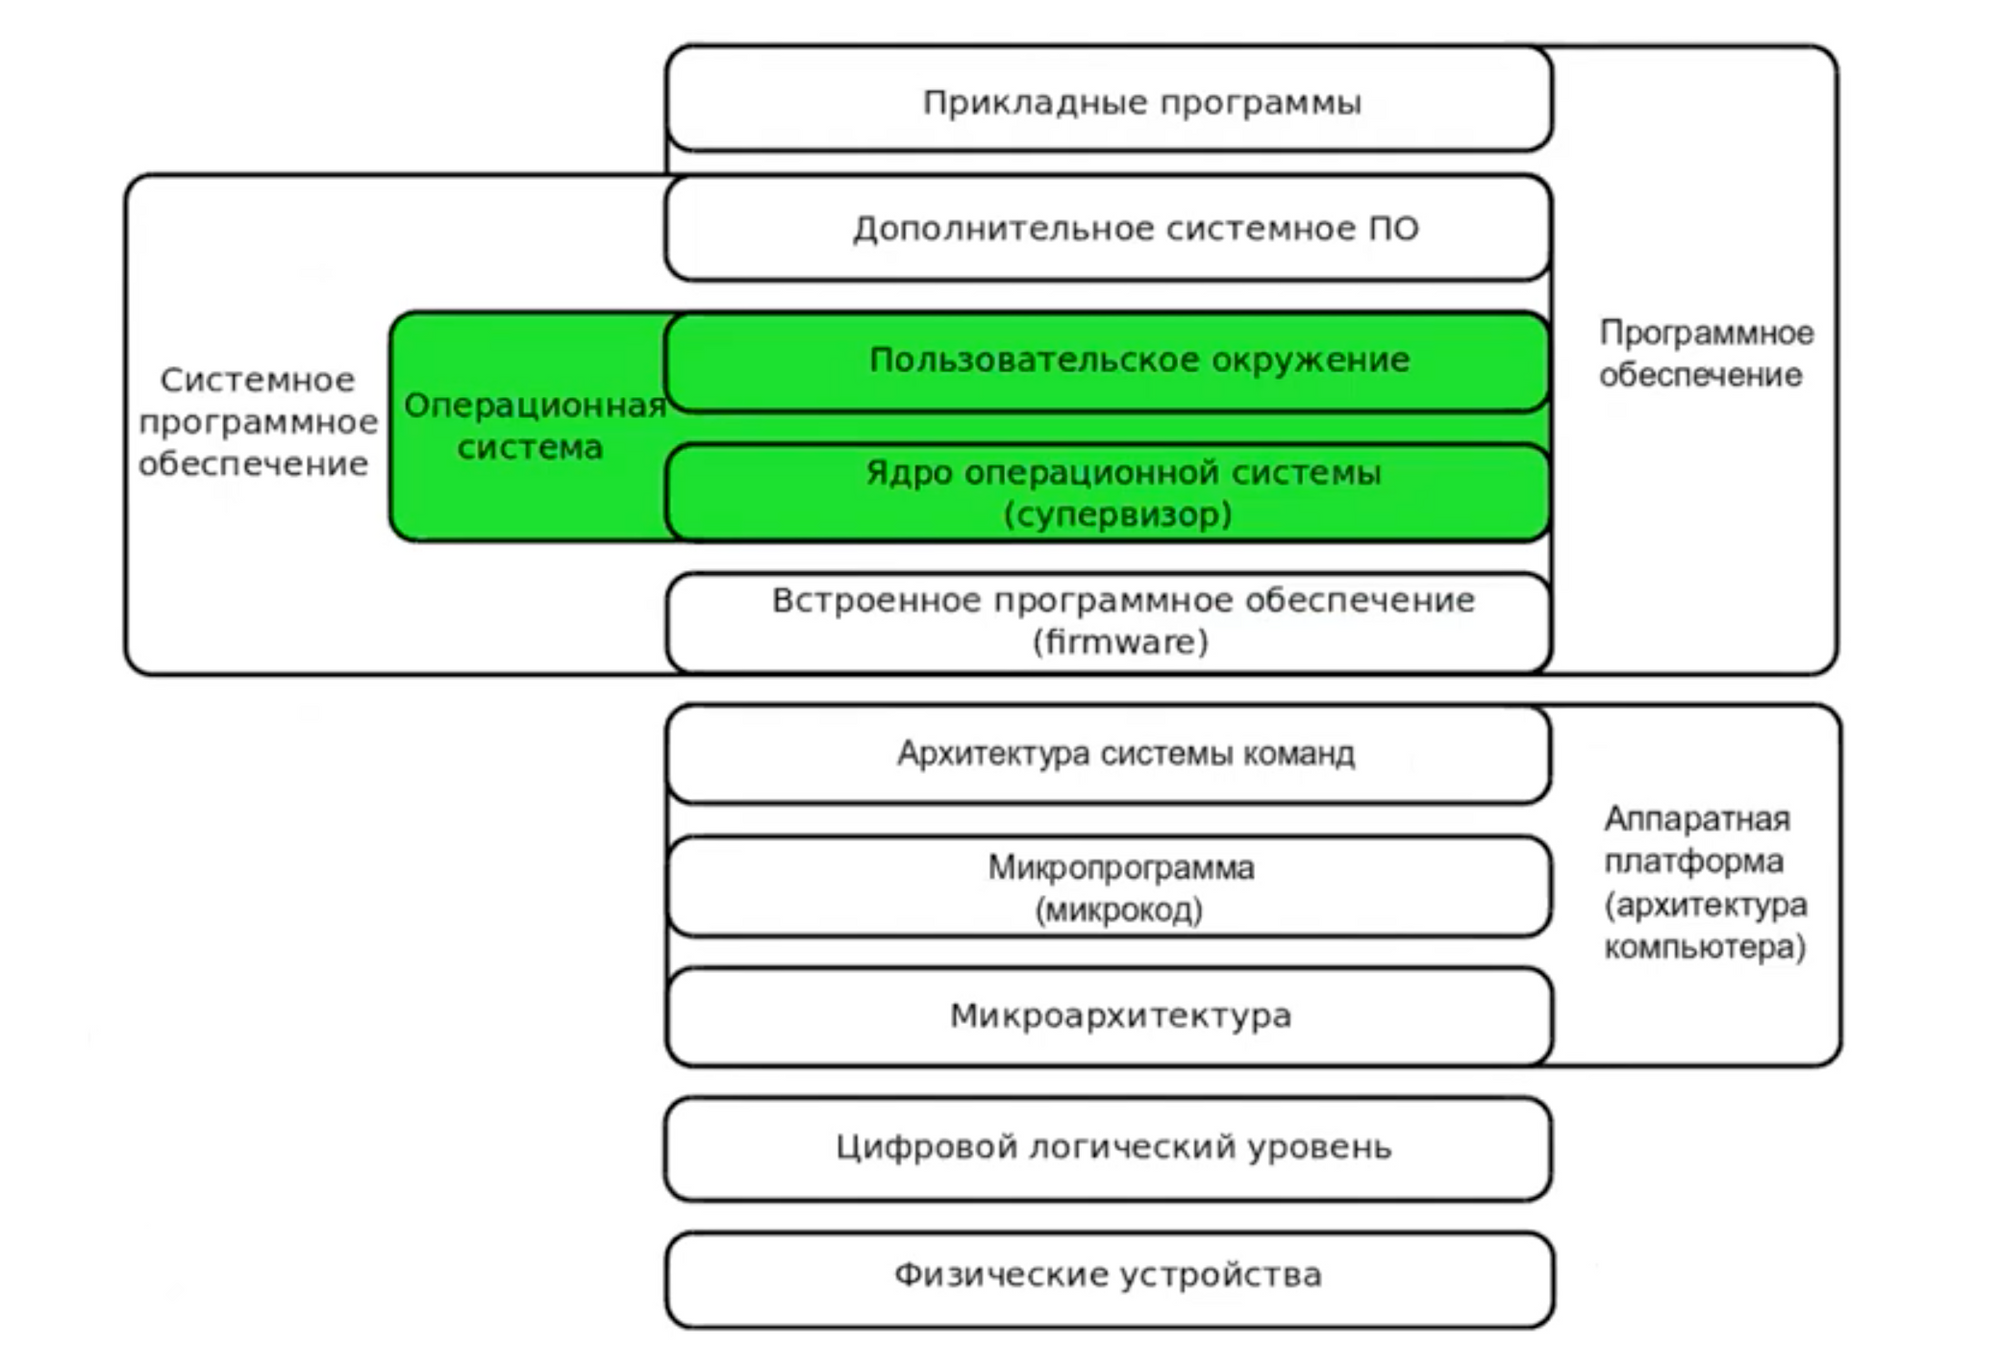 Прикладные программы
Дополнительное системное ПО
Пользовательское окружение
Программное
обеспечение
Системное
программное
обеспечение
Операционная
система
Ядро операционной системы
(супервизор)
Встроенное программное обеспечение
(firmware)
Архитектура системы команд
Микропрограмма
(микрокод)
Аппаратная
платформа
(архитектура
компьютера)
Микроархитектура
Цифровой логический уровень
Физические устройства